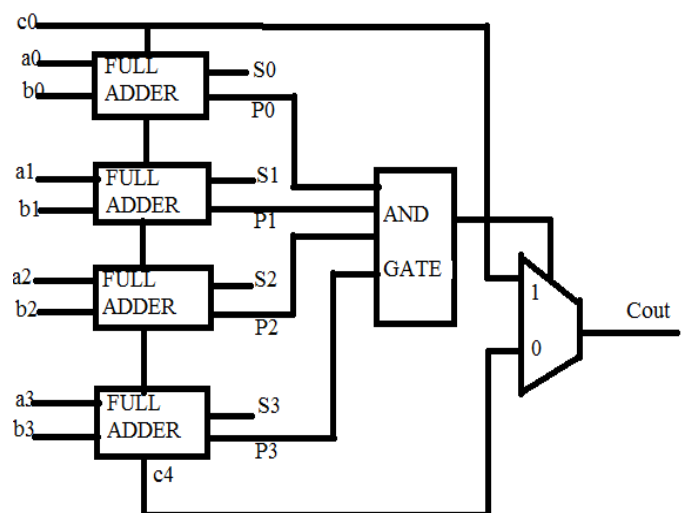 c0
a0
FULL
ADDER
S0
b0
P0
a1
FULL
ADDER
S1
b1
P1
AND
GATE
a2
FULL
ADDER
S2
b2
P2
1
0
Cout
a3
FULL
ADDER
S3
b3
P3
c4